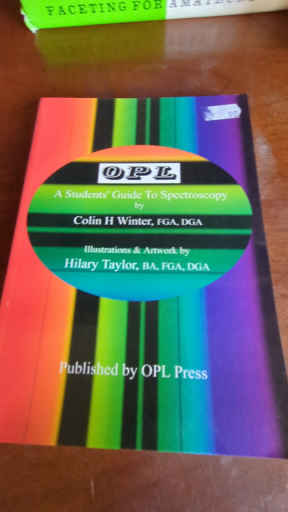 FACETING FOR AMATEURS
OPL
A Students' Guide To Spectroscopy
by
Colin H Winter, FGA, DGA
Illustrations & Artwork by
Hilary Taylor, BA, FGA, DGA
Published by OPL Press